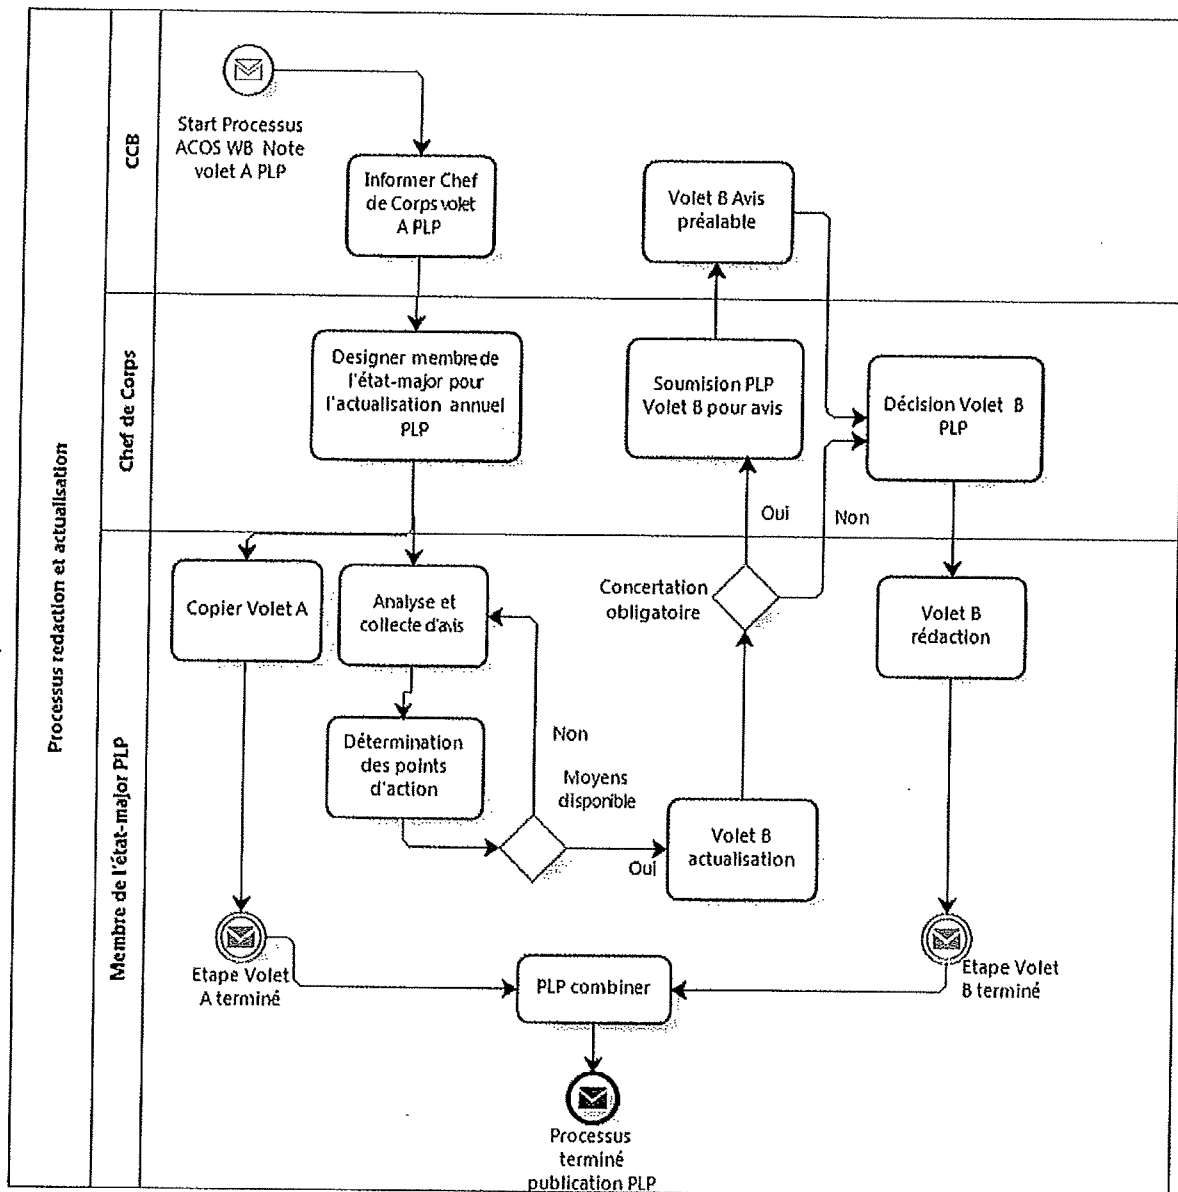 Processus redaction et actualisation
CCB
Start Processus
ACOS WB Note
volet A PLP
Informer Chef
de Corps volet
A PLP
Volet B Avis
préalable
Chef de Corps
Designer membre de
l'état-major pour
l'actualisation annuel
PLP
Soumision PLP
Volet B pour avis
Décision Volet B
PLP
Oui
Non
Membre de l'état-major PLP
Copier Volet A
Analyse et
collecte d'avis
Concertation
obligatoire
Volet B
rédaction
Détermination
des points
d'action
Non
Moyens
disponible
Oui
Volet B
actualisation
Etape Volet
A terminé
PLP combiner
Etape Volet
B terminé
Processus
terminé
publication PLP